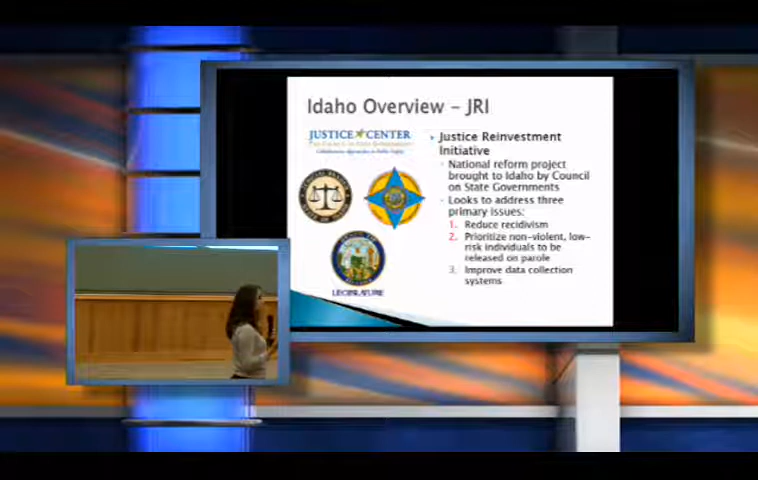 Idaho Overview – JRI
JUSTICE CENTER
Justice Reinvestment
Initiative
National reform project
brought to Idaho by Council
on State Governments
Looks to address three
primary issues:
1. Reduce recidivism
2. Prioritize non-violent, low-
risk individuals to be
released on parole
3. Improve data collection
systems
LEGISLATURE